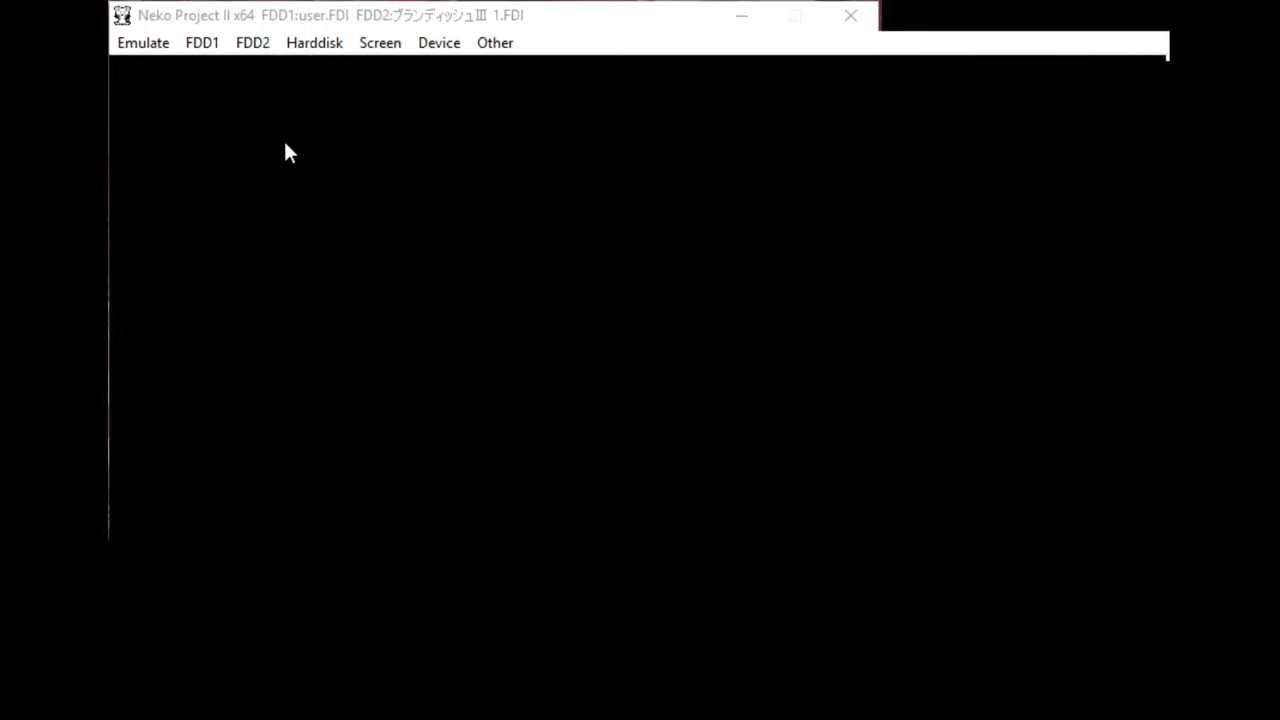 Neko Project II x64 FDD1:user.FDI FDD2:ブランディッシュⅢ 1.FDI
Emulate FDD1 FDD2 Harddisk Screen Device Other